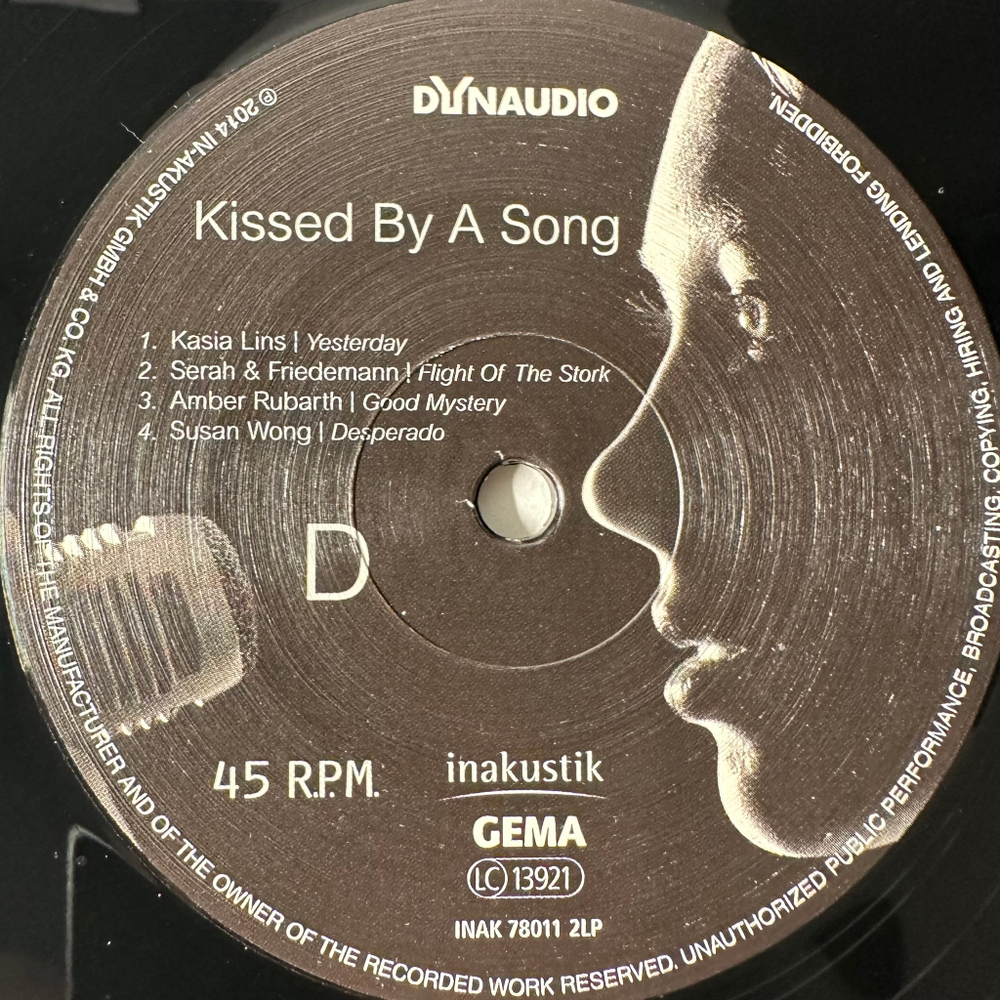 DYNAUDIO
Kissed By A Song
1. Kasia Lins | Yesterday
2. Serah & Friedemann | Flight Of The Stork
3. Amber Rubarth | Good Mystery
4. Susan Wong | Desperado
D
45 R.P.M.
inakustik
GEMA
LC 13921
INAK 78011 2LP
℗ 2014 IN-AKUSTIK GMBH & CO.KG. ALL RIGHTS OF THE MANUFACTURER AND OF THE OWNER OF THE RECORDED WORK RESERVED. UNAUTHORIZED PUBLIC PERFORMANCE, BROADCASTING, COPYING, HIRING AND LENDING FORBIDDEN.